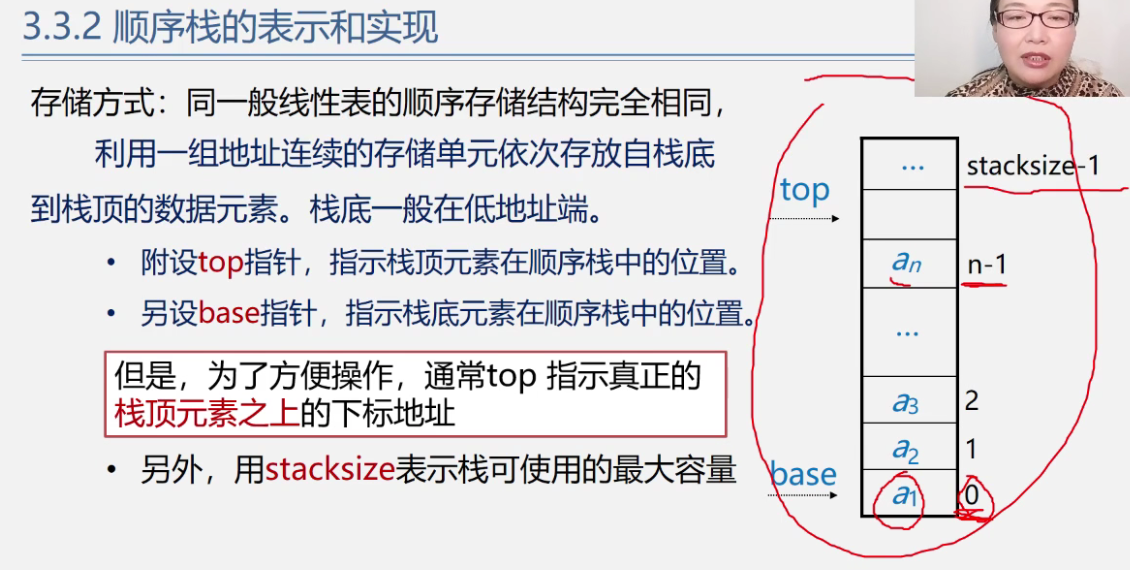 3.3.2 顺序栈的表示和实现
存储方式：同一般线性表的顺序存储结构完全相同，
利用一组地址连续的存储单元依次存放自栈底
到栈顶的数据元素。栈底一般在低地址端。
• 附设top指针，指示栈顶元素在顺序栈中的位置。
• 另设base指针，指示栈底元素在顺序栈中的位置。
但是，为了方便操作，通常top 指示真正的
栈顶元素之上的下标地址
• 另外，用stacksize表示栈可使用的最大容量
… stacksize-1
top
an n-1
…
a3 2
a2 1
base a1 0